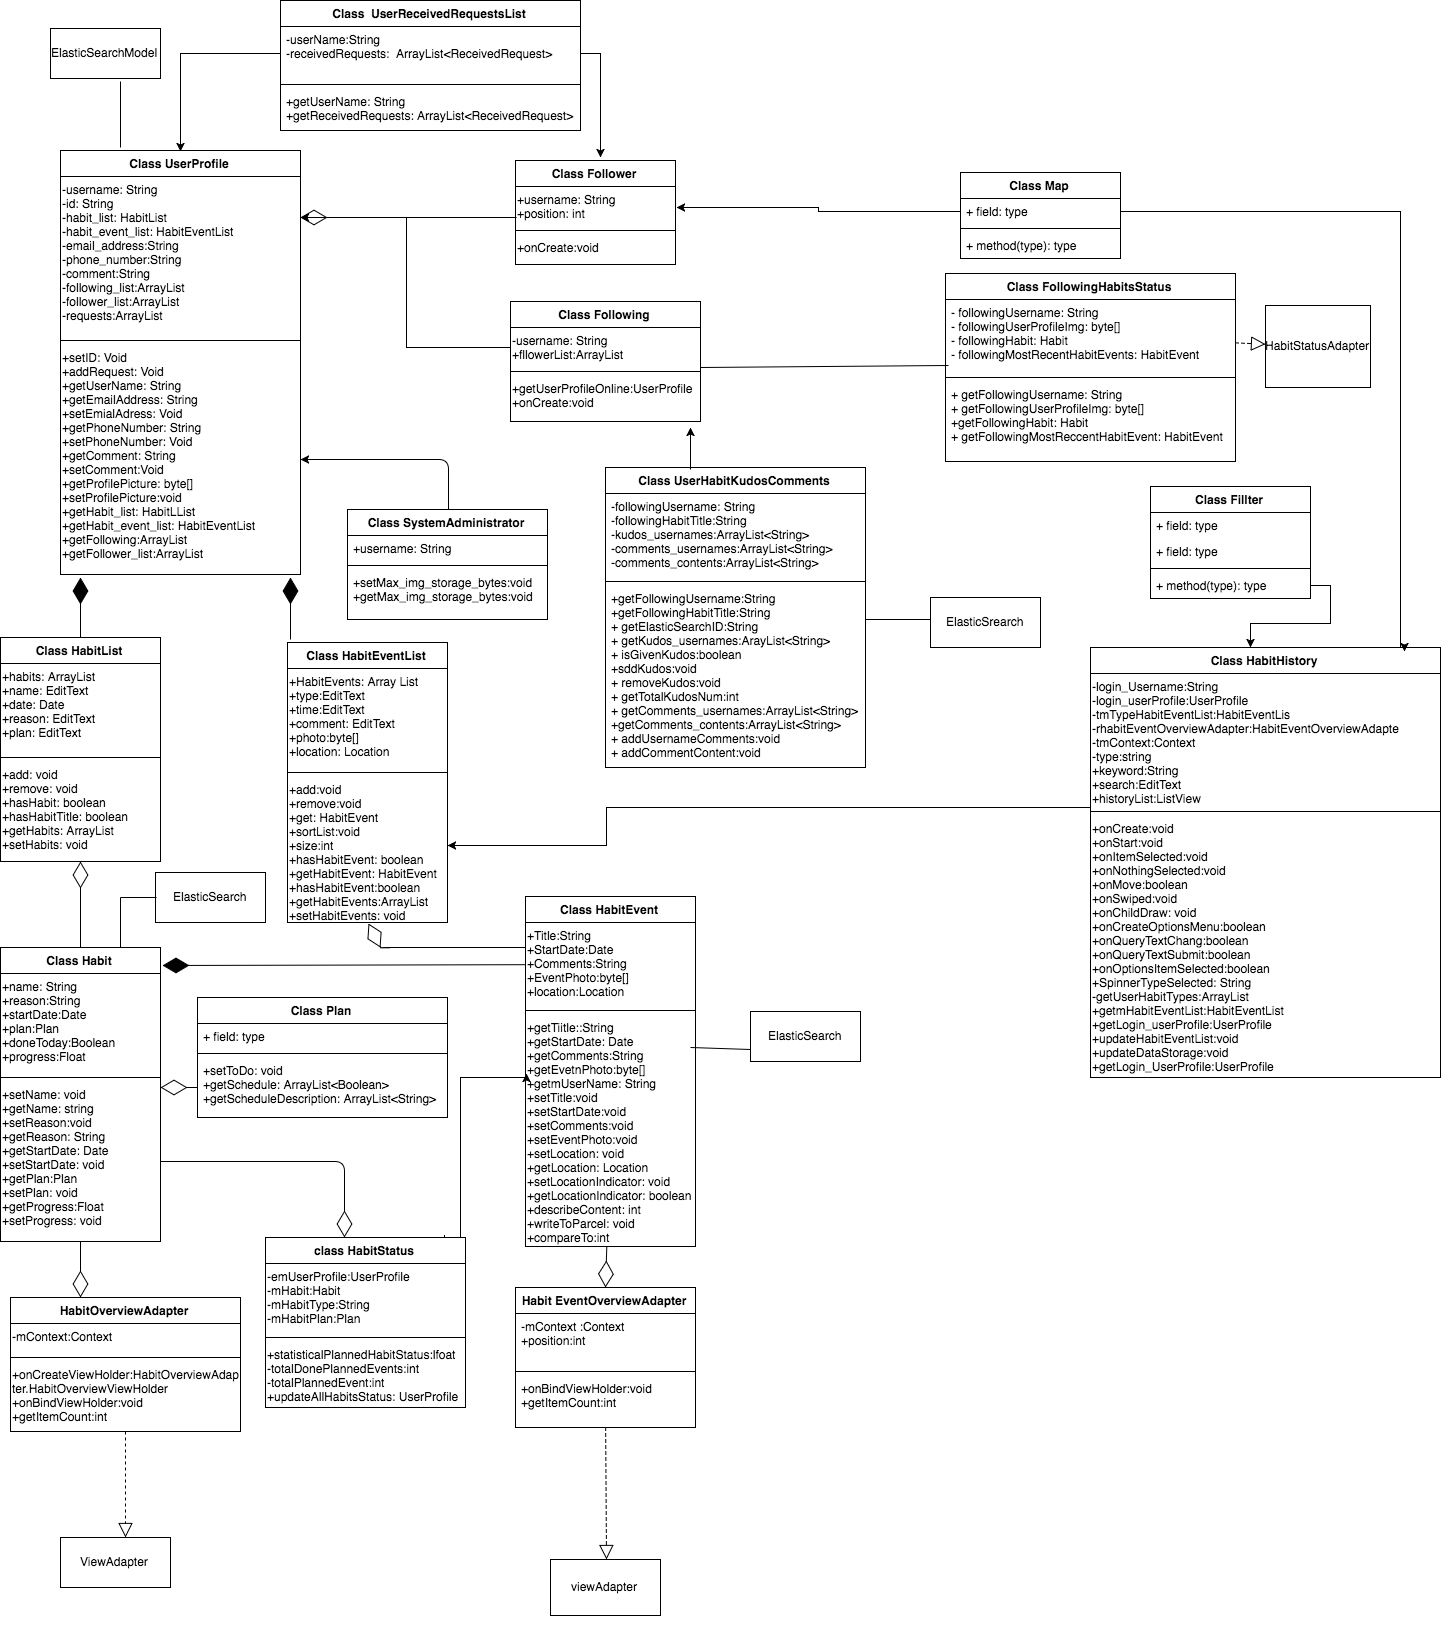 Class  UserReceivedRequestsList
-userName:String
-receivedRequests:  ArrayList<ReceivedRequest>
+getUserName: String
+getReceivedRequests: ArrayList<ReceivedRequest>
ElasticSearchModel
Class UserProfile
-username: String
-id: String
-habit_list: HabitList
-habit_event_list: HabitEventList
-email_address:String
-phone_number:String
-comment:String
-following_list:ArrayList
-follower_list:ArrayList
-requests:ArrayList
+setID: Void
+addRequest: Void
+getUserName: String
+getEmailAddress: String
+setEmialAdress: Void
+getPhoneNumber: String
+setPhoneNumber: Void
+getComment: String
+setComment:Void
+getProfilePicture: byte[]
+setProfilePicture:void
+getHabit_list: HabitLList
+getHabit_event_list: HabitEventList
+getFollowing:ArrayList
+getFollower_list:ArrayList
Class Follower
+username: String
+position: int
+onCreate:void
Class Map
+ field: type
+ method(type): type
Class Following
-username: String
+fllowerList:ArrayList
+getUserProfileOnline:UserProfile
+onCreate:void
Class FollowingHabitsStatus
- followingUsername: String
- followingUserProfileImg: byte[]
- followingHabit: Habit
- followingMostRecentHabitEvents: HabitEvent
+ getFollowingUsername: String
+ getFollowingUserProfileImg: byte[]
+getFollowingHabit: Habit
+ getFollowingMostReccentHabitEvent: HabitEvent
HabitStatusAdapter
Class SystemAdministrator
+username: String
+setMax_img_storage_bytes:void
+getMax_img_storage_bytes:void
Class UserHabitKudosComments
-followingUsername: String
-followingHabitTitle:String
-kudos_usernames:ArrayList<String>
-comments_usernames:ArrayList<String>
-comments_contents:ArrayList<String>
+getFollowingUsername:String
+getFollowingHabitTitle:String
+ getElasticSearchID:String
+ getKudos_usernames:ArayList<String>
+ isGivenKudos:boolean
+sddKudos:void
+ removeKudos:void
+ getTotalKudosNum:int
+ getComments_usernames:ArrayList<String>
+getComments_contents:ArrayList<String>
+ addUsernameComments:void
+ addCommentContent:void
ElasticSrearch
Class Fillter
+ field: type
+ field: type
+ method(type): type
Class HabitHistory
-login_Username:String
-login_userProfile:UserProfile
-tmTypeHabitEventList:HabitEventLis
-rhabitEventOverviewAdapter:HabitEventOverviewAdapte
-tmContext:Context
-type:string
+keyword:String
+search:EditText
+historyList:ListView
+onCreate:void
+onStart:void
+onItemSelected:void
+onNothingSelected:void
+onMove:boolean
+onSwiped:void
+onChildDraw: void
+onCreateOptionsMenu:boolean
+onQueryTextChang:boolean
+onQueryTextSubmit:boolean
+onOptionsItemSelected:boolean
+SpinnerTypeSelected: String
-getUserHabitTypes:ArrayList
+getmHabitEventList:HabitEventList
+getLogin_userProfile:UserProfile
+updateHabitEventList:void
+updateDataStorage:void
+getLogin_UserProfile:UserProfile
Class HabitList
+habits: ArrayList
+name: EditText
+date: Date
+reason: EditText
+plan: EditText
+add: void
+remove: void
+hasHabit: boolean
+hasHabitTitle: boolean
+getHabits: ArrayList
+setHabits: void
Class HabitEventList
+HabitEvents: Array List
+type:EditText
+time:EditText
+comment: EditText
+photo:byte[]
+location: Location
+add:void
+remove:void
+get: HabitEvent
+sortList:void
+size:int
+hasHabitEvent: boolean
+getHabitEvent: HabitEvent
+hasHabitEvent:boolean
+getHabitEvents:ArrayList
+setHabitEvents: void
ElasticSearch
Class Habit
+name: String
+reason:String
+startDate:Date
+plan:Plan
+doneToday:Boolean
+progress:Float
+setName: void
+getName: string
+setReason:void
+getReason: String
+getStartDate: Date
+setStartDate: void
+getPlan:Plan
+setPlan: void
+getProgress:Float
+setProgress: void
Class Plan
+ field: type
+setToDo: void
+getSchedule: ArrayList<Boolean>
+getScheduleDescription: ArrayList<String>
Class HabitEvent
+Title:String
+StartDate:Date
+Comments:String
+EventPhoto:byte[]
+location:Location
+getTiitle::String
+getStartDate: Date
+getComments:String
+getEvetnPhoto:byte[]
+getmUserName: String
+setTitle:void
+setStartDate:void
+setComments:void
+setEventPhoto:void
+setLocation: void
+getLocation: Location
+setLocationIndicator: void
+getLocationIndicator: boolean
+describeContent: int
+writeToParcel: void
+compareTo:int
ElasticSearch
class HabitStatus
-emUserProfile:UserProfile
-mHabit:Habit
-mHabitType:String
-mHabitPlan:Plan
+statisticalPlannedHabitStatus:lfoat
-totalDonePlannedEvents:int
-totalPlannedEvent:int
+updateAllHabitsStatus: UserProfile
HabitOverviewAdapter
-mContext:Context
+onCreateViewHolder:HabitOverviewAdap
ter.HabitOverviewViewHolder
+onBindViewHolder:void
+getItemCount:int
Habit EventOverviewAdapter
-mContext :Context
+position:int
+onBindViewHolder:void
+getItemCount:int
ViewAdapter
viewAdapter